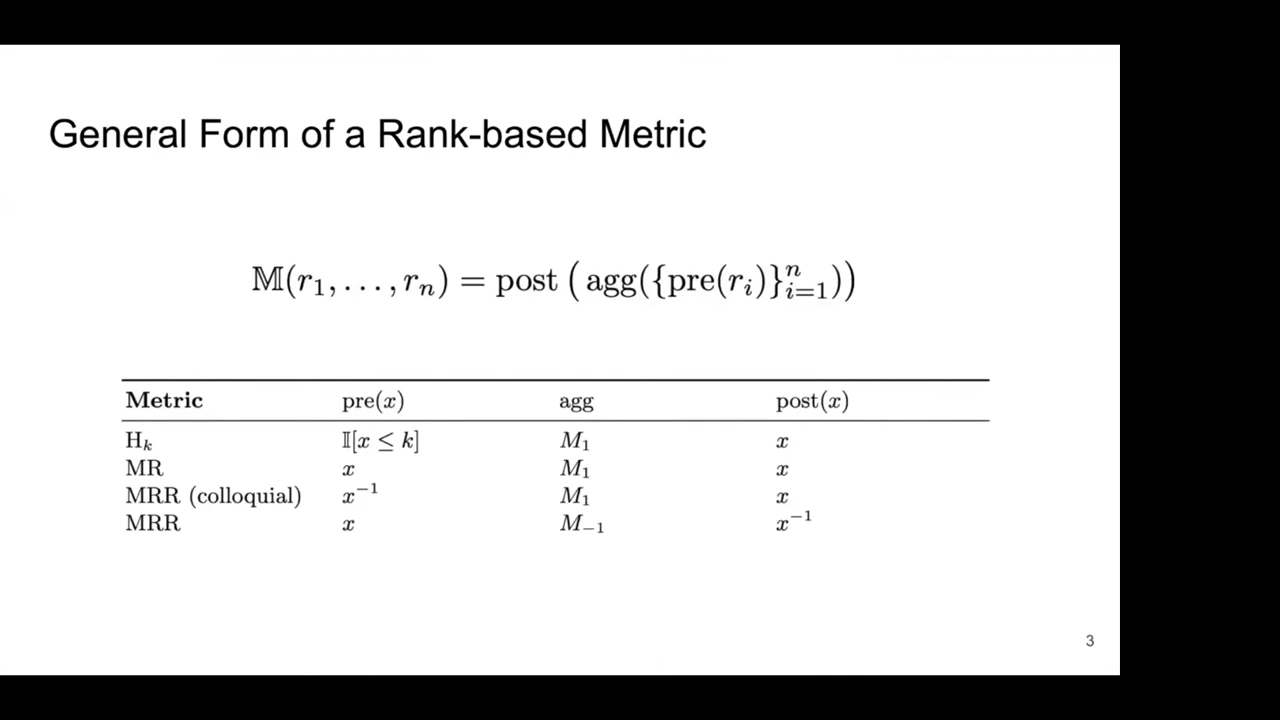 General Form of a Rank-based Metric
𝕄(r₁, . . . , rₙ) = post ( agg({pre(rᵢ)}ⁿᵢ₌₁))
Metric pre(x) agg post(x)
Hₖ 𝕀[x ≤ k] M₁ x
MR x M₁ x
MRR (colloquial) x⁻¹ M₁ x
MRR x M₋₁ x⁻¹
3